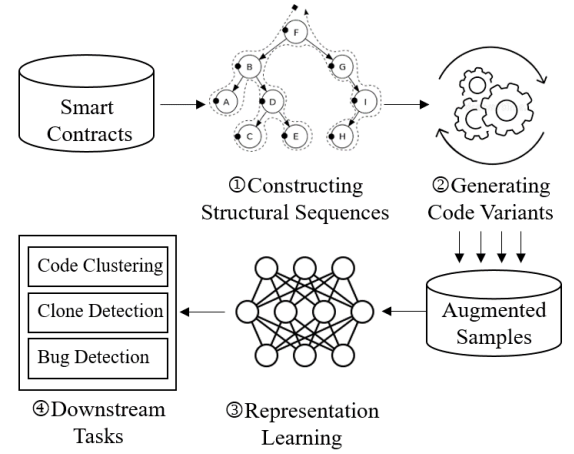 Smart
Contracts
F
B
G
A
D
I
C
E
H
①Constructing
Structural Sequences
②Generating
Code Variants
Code Clustering
Clone Detection
Bug Detection
Augmented
Samples
④Downstream
Tasks
③Representation
Learning